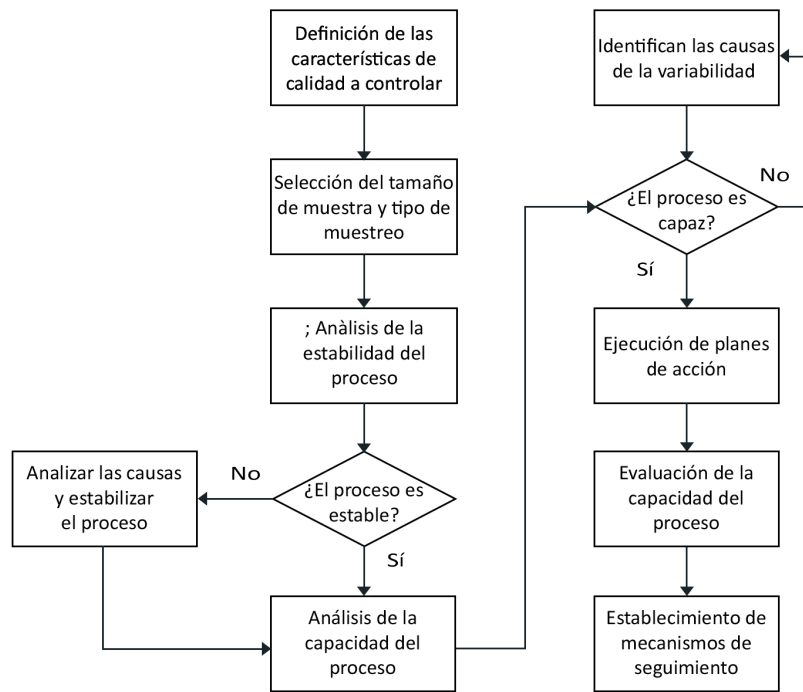 Definición de las
características de
calidad a controlar
Selección del tamaño
de muestra y tipo de
muestreo
; Anàlisis de la
estabilidad del
proceso
¿El proceso es
estable?
No
Analizar las causas
y estabilizar
el proceso
Sí
Análisis de la
capacidad del
proceso
Identifican las causas
de la variabilidad
¿El proceso es
capaz?
No
Sí
Ejecución de planes
de acción
Evaluación de la
capacidad del
proceso
Establecimiento de
mecanismos de
seguimiento